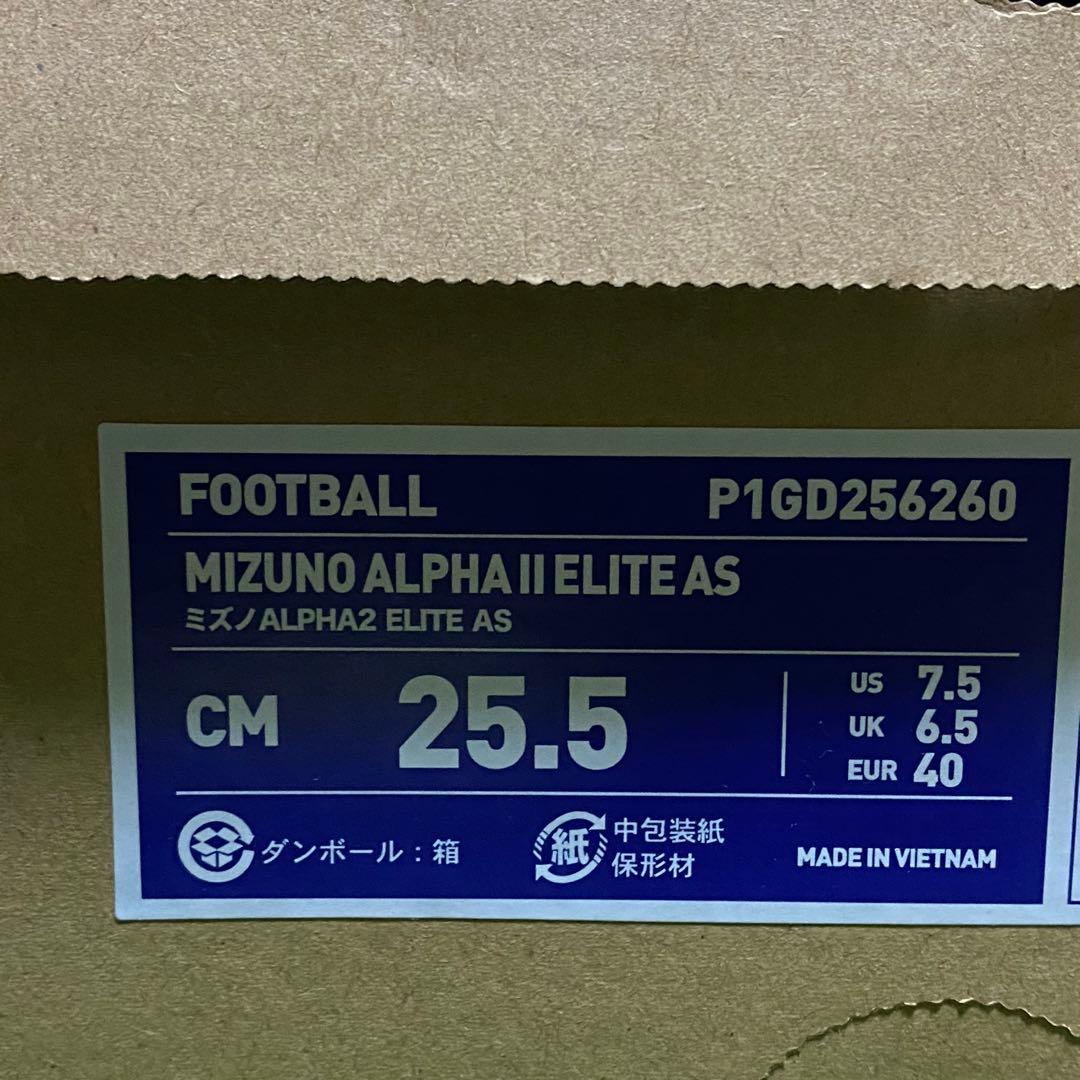 FOOTBALL P1GD256260
MIZUNO ALPHA II ELITE AS
ミズノALPHA2 ELITE AS
CM 25.5
US 7.5
UK 6.5
EUR 40
ダンボール：箱
紙 中包装紙
保形材
MADE IN VIETNAM